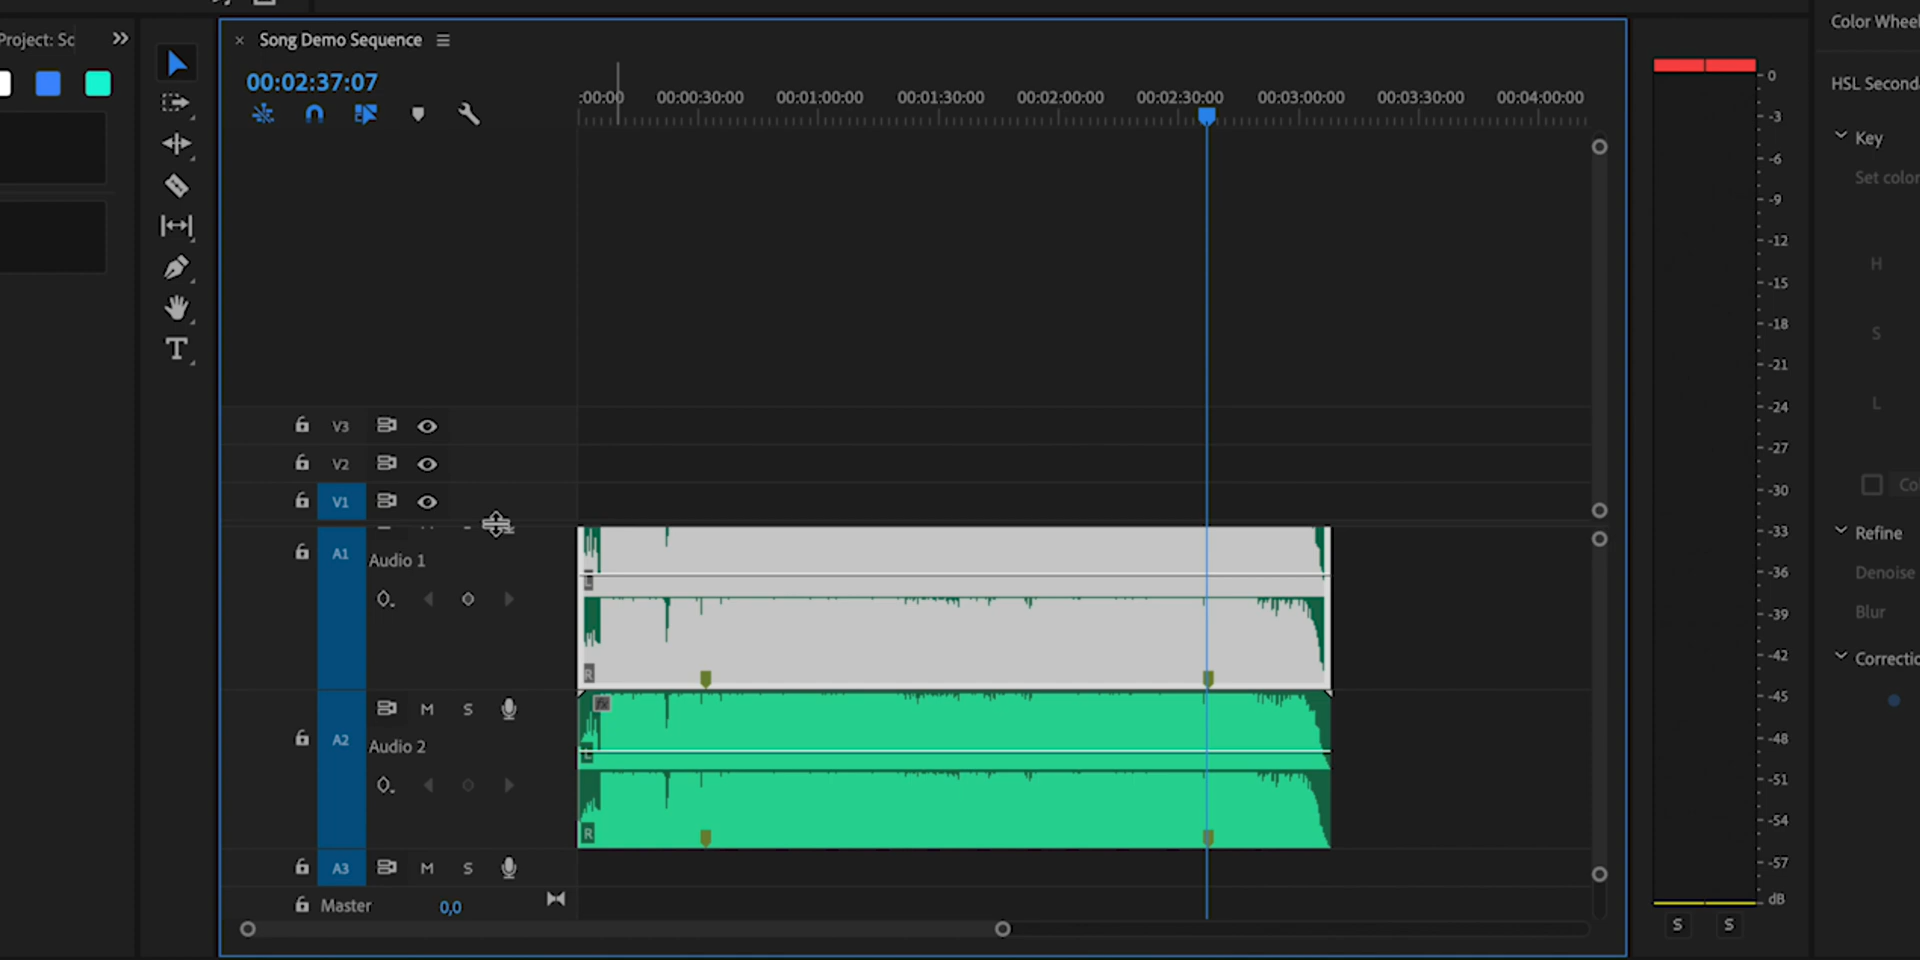 Project: Sc
Song Demo Sequence
00:02:37:07
:00:00 00:00:30:00 00:01:00:00 00:01:30:00 00:02:00:00 00:02:30:00 00:03:00:00 00:03:30:00 00:04:00:00
V3
V2
V1
A1
Audio 1
L
R
A2 M S
Audio 2
fx
L
R
A3 M S
Master 0,0
0
-3
-6
-9
-12
-15
-18
-21
-24
-27
-30
-33
-36
-39
-42
-45
-48
-51
-54
-57
dB
S S
Color Wheel
HSL Second
Key
Set color
H
S
L
Co
Refine
Denoise
Blur
Correctio